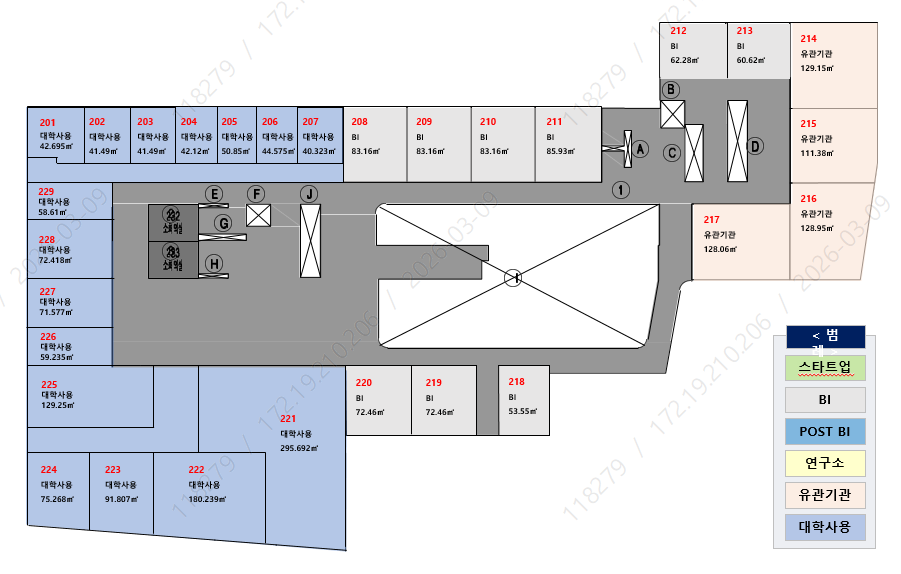 212
BI
62.28㎡
213
BI
60.62㎡
214
유관기관
129.15㎡
201
대학사용
42.695㎡
202
대학사용
41.49㎡
203
대학사용
41.49㎡
204
대학사용
42.12㎡
205
대학사용
50.85㎡
206
대학사용
44.575㎡
207
대학사용
40.323㎡
208
BI
83.16㎡
209
BI
83.16㎡
210
BI
83.16㎡
211
BI
85.93㎡
B
A
C
D
1
215
유관기관
111.38㎡
229
대학사용
58.61㎡
E
F
J
G
H
I
216
유관기관
128.95㎡
217
유관기관
128.06㎡
228
대학사용
72.418㎡
227
대학사용
71.577㎡
226
대학사용
59.235㎡
225
대학사용
129.25㎡
220
BI
72.46㎡
219
BI
72.46㎡
218
BI
53.55㎡
221
대학사용
295.692㎡
224
대학사용
75.268㎡
223
대학사용
91.807㎡
222
대학사용
180.239㎡
< 범
스타트업
BI
POST BI
연구소
유관기관
대학사용
118279 / 172.19.210.206 / 2026-03-09